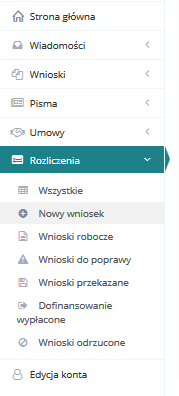 Strona główna
Wiadomości
Wnioski
Pisma
Umowy
Rozliczenia
Wszystkie
Nowy wniosek
Wnioski robocze
Wnioski do poprawy
Wnioski przekazane
Dofinansowanie
wypłacone
Wnioski odrzucone
Edycja konta